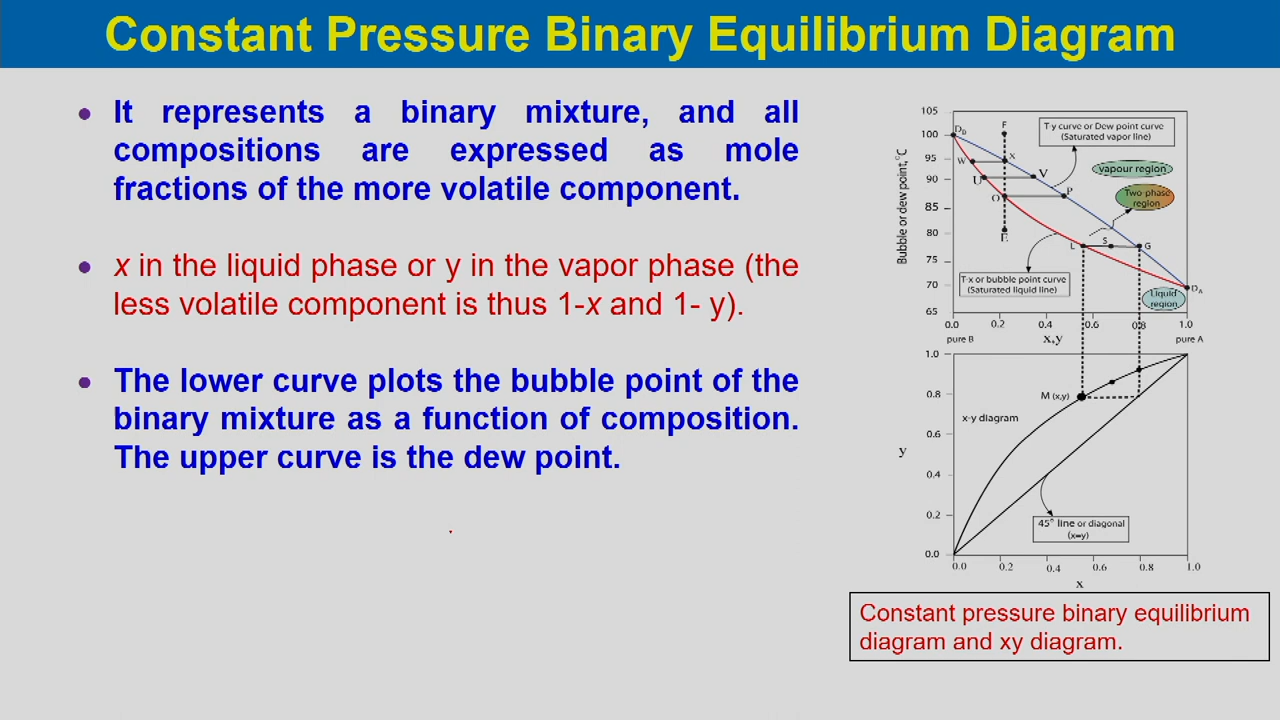 Constant Pressure Binary Equilibrium Diagram
It represents a binary mixture, and all
compositions are expressed as mole
fractions of the more volatile component.
x in the liquid phase or y in the vapor phase (the
less volatile component is thus 1-x and 1- y).
The lower curve plots the bubble point of the
binary mixture as a function of composition.
The upper curve is the dew point.
Bubble or dew point, °C
105
100
95
90
85
80
75
70
65
D_B
F
T-y curve or Dew point curve
(Saturated vapor line)
W
X
U
V
vapour region
Two-phase
region
O
P
E
L
S
G
T-x or bubble point curve
(Saturated liquid line)
Liquid
region
D_A
0.0 0.2 0.4 0.6 0.8 1.0
pure B
x,y
pure A
1.0
0.8
0.6
0.4
0.2
0.0
y
M (x,y)
x-y diagram
45° line or diagonal
(x=y)
0.0 0.2 0.4 0.6 0.8 1.0
x
Constant pressure binary equilibrium
diagram and xy diagram.